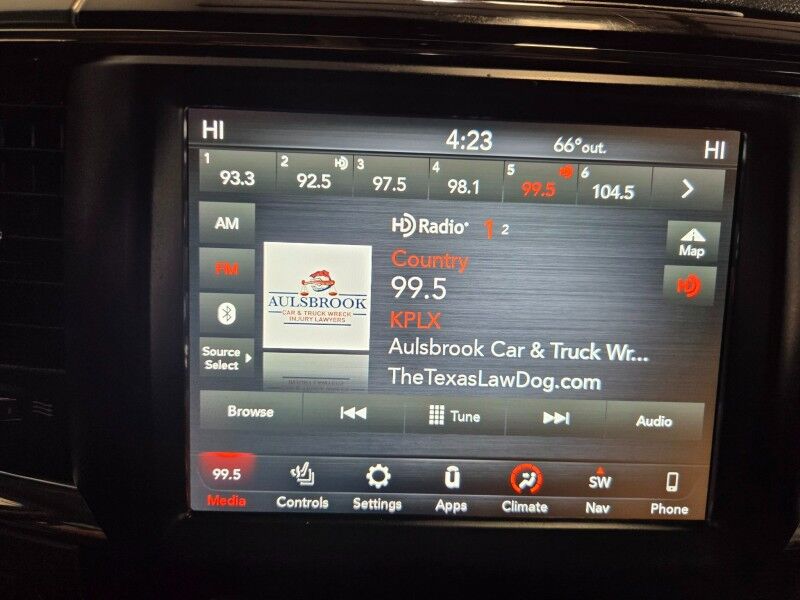 HI 4:23 66°out. HI
1 93.3 2 92.5 HD 3 97.5 4 98.1 5 99.5 HD 6 104.5
AM
HD Radio 1 2
Map
FM
Country
99.5
HD
KPLX
AULSBROOK
CAR & TRUCK WRECK
INJURY LAWYERS
Source
Select
Aulsbrook Car & Truck Wr...
TheTexasLawDog.com
Browse Tune Audio
99.5 SW
Media Controls Settings Apps Climate Nav Phone